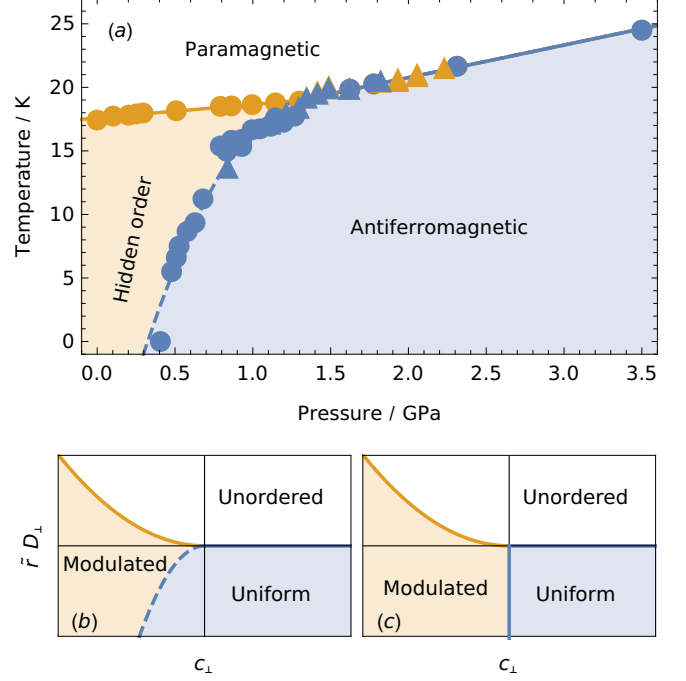 (a)
Paramagnetic
25
20
15
10
5
0
Temperature / K
Hidden order
Antiferromagnetic
0.0 0.5 1.0 1.5 2.0 2.5 3.0 3.5
Pressure / GPa
Unordered
Modulated
Uniform
(b)
r̃ D⊥
c⊥
Unordered
Modulated
Uniform
(c)
c⊥